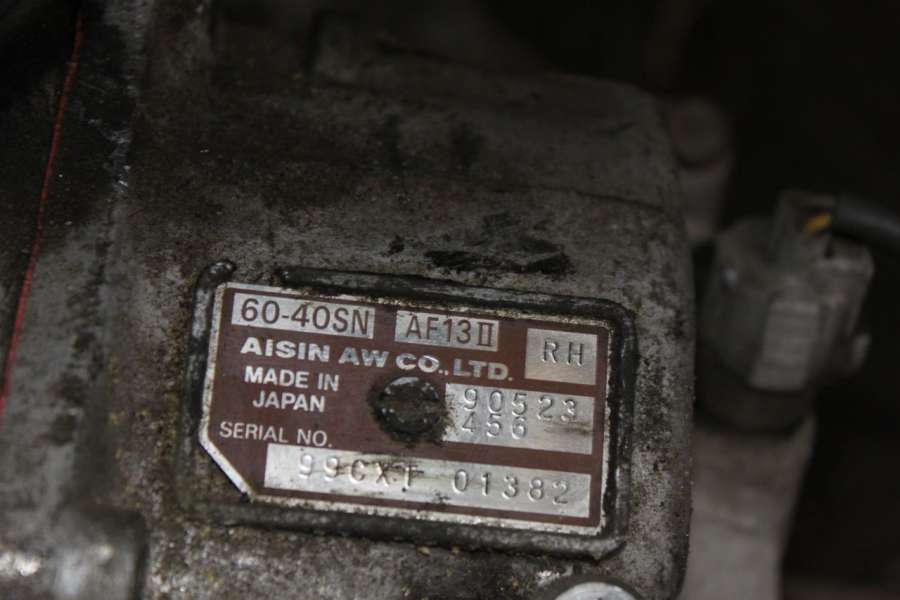 60-40SN AF13II RH
AISIN AW CO.,LTD.
MADE IN
JAPAN
90523
456
SERIAL NO.
99CXT 01382